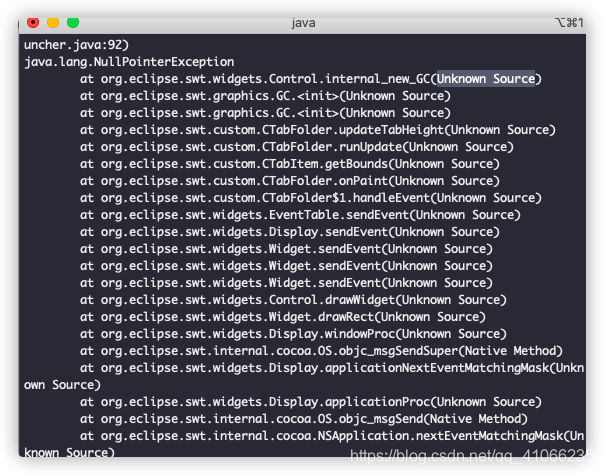 java
⌥⌘1
uncher.java:92)
java.lang.NullPointerException
at org.eclipse.swt.widgets.Control.internal_new_GC(Unknown Source)
at org.eclipse.swt.graphics.GC.<init>(Unknown Source)
at org.eclipse.swt.graphics.GC.<init>(Unknown Source)
at org.eclipse.swt.custom.CTabFolder.updateTabHeight(Unknown Source)
at org.eclipse.swt.custom.CTabFolder.runUpdate(Unknown Source)
at org.eclipse.swt.custom.CTabItem.getBounds(Unknown Source)
at org.eclipse.swt.custom.CTabFolder.onPaint(Unknown Source)
at org.eclipse.swt.custom.CTabFolder$1.handleEvent(Unknown Source)
at org.eclipse.swt.widgets.EventTable.sendEvent(Unknown Source)
at org.eclipse.swt.widgets.Display.sendEvent(Unknown Source)
at org.eclipse.swt.widgets.Widget.sendEvent(Unknown Source)
at org.eclipse.swt.widgets.Widget.sendEvent(Unknown Source)
at org.eclipse.swt.widgets.Widget.sendEvent(Unknown Source)
at org.eclipse.swt.widgets.Control.drawWidget(Unknown Source)
at org.eclipse.swt.widgets.Widget.drawRect(Unknown Source)
at org.eclipse.swt.widgets.Display.windowProc(Unknown Source)
at org.eclipse.swt.internal.cocoa.OS.objc_msgSendSuper(Native Method)
at org.eclipse.swt.widgets.Display.applicationNextEventMatchingMask(Unkn
own Source)
at org.eclipse.swt.widgets.Display.applicationProc(Unknown Source)
at org.eclipse.swt.internal.cocoa.OS.objc_msgSend(Native Method)
at org.eclipse.swt.internal.cocoa.NSApplication.nextEventMatchingMask(Un
known Source)
https://blog.csdn.net/qq_41066235